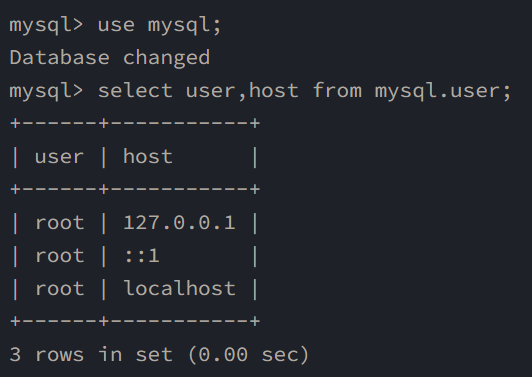 mysql> use mysql;
Database changed
mysql> select user,host from mysql.user;
+------+-----------+
| user | host      |
+------+-----------+
| root | 127.0.0.1 |
| root | ::1       |
| root | localhost |
+------+-----------+
3 rows in set (0.00 sec)